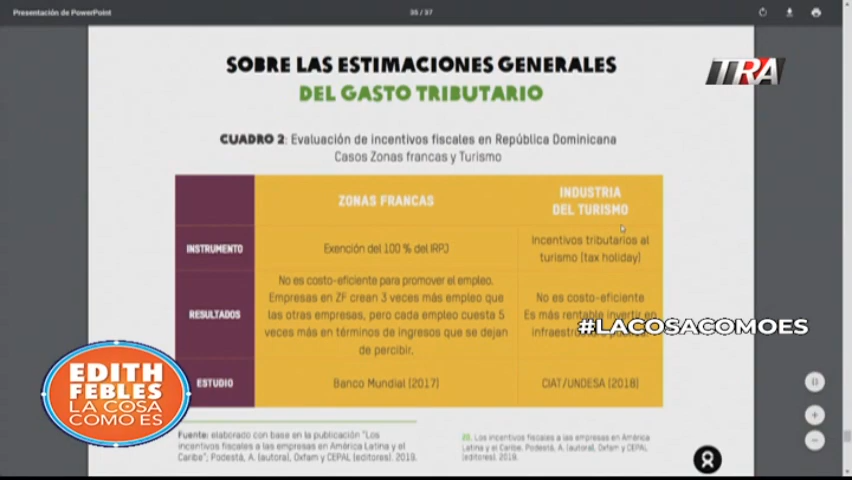 Presentación de PowerPoint
35 / 37
SOBRE LAS ESTIMACIONES GENERALES
DEL GASTO TRIBUTARIO
TRA
CUADRO 2: Evaluación de incentivos fiscales en República Dominicana
Casos Zonas francas y Turismo
ZONAS FRANCAS
INDUSTRIA
DEL TURISMO
INSTRUMENTO
Exención del 100 % del IRPJ
Incentivos tributarios al
turismo (tax holiday)
RESULTADOS
No es costo-eficiente para promover el empleo.
Empresas en ZF crean 3 veces más empleo que
las otras empresas, pero cada empleo cuesta 5
veces más en términos de ingresos que se dejan
de percibir.
No es costo-eficiente
Es más rentable invertir en
#LACOSACOMOES
ESTUDIO
Banco Mundial (2017)
CIAT/UNDESA (2018)
EDITH
FEBLES
LA COSA
COMO ES
Fuente: elaborado con base en la publicación "Los
incentivos fiscales a las empresas en América Latina y el
Caribe"; Podestá, A. (autora), Oxfam y CEPAL (editores). 2019.
20. Los incentivos fiscales a las empresas en América
Latina y el Caribe. Podestá, A. (autora), Oxfam y CEPAL
(editores). 2019.